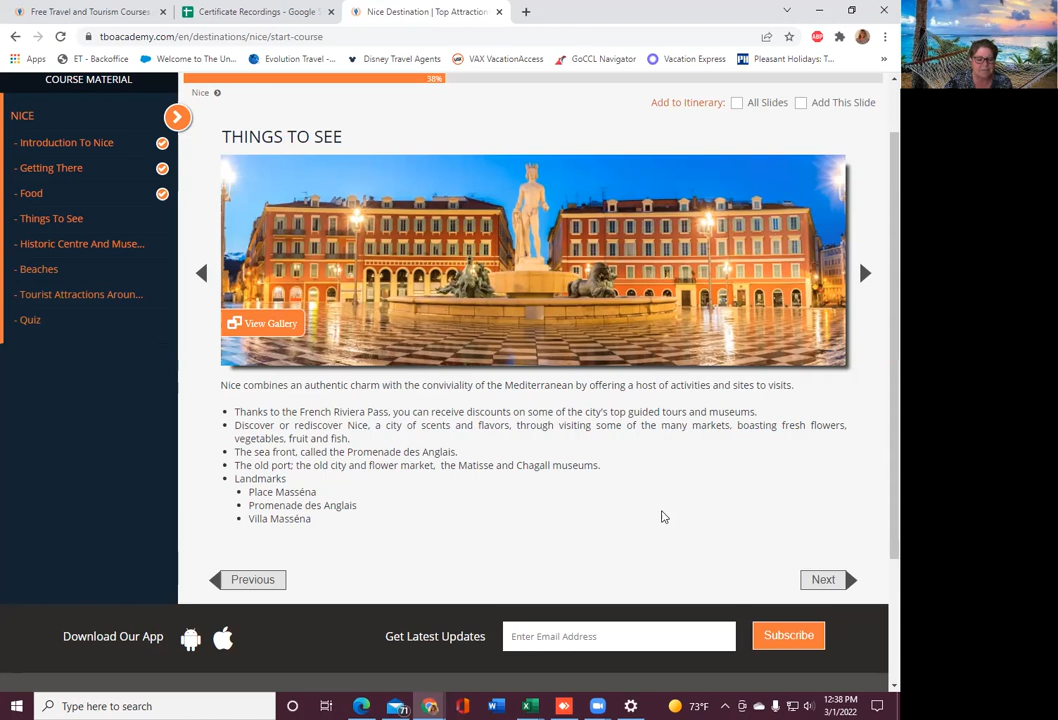 Free Travel and Tourism Courses
Certificate Recordings - Google S
Nice Destination | Top Attraction
tboacademy.com/en/destinations/nice/start-course
Apps
ET - Backoffice
Welcome to The Un...
Evolution Travel -...
Disney Travel Agents
VAX VacationAccess
GoCCL Navigator
Vacation Express
Pleasant Holidays: T...
COURSE MATERIAL
38%
Nice
Add to Itinerary:
All Slides
Add This Slide
NICE
- Introduction To Nice
- Getting There
- Food
- Things To See
- Historic Centre And Muse...
- Beaches
- Tourist Attractions Aroun...
- Quiz
THINGS TO SEE
View Gallery
Nice combines an authentic charm with the conviviality of the Mediterranean by offering a host of activities and sites to visits.
• Thanks to the French Riviera Pass, you can receive discounts on some of the city's top guided tours and museums.
• Discover or rediscover Nice, a city of scents and flavors, through visiting some of the many markets, boasting fresh flowers,
vegetables, fruit and fish.
• The sea front, called the Promenade des Anglais.
• The old port; the old city and flower market, the Matisse and Chagall museums.
• Landmarks
• Place Masséna
• Promenade des Anglais
• Villa Masséna
Previous
Next
Download Our App
Get Latest Updates
Enter Email Address
Subscribe
Type here to search
71
73°F
12:38 PM
3/1/2022